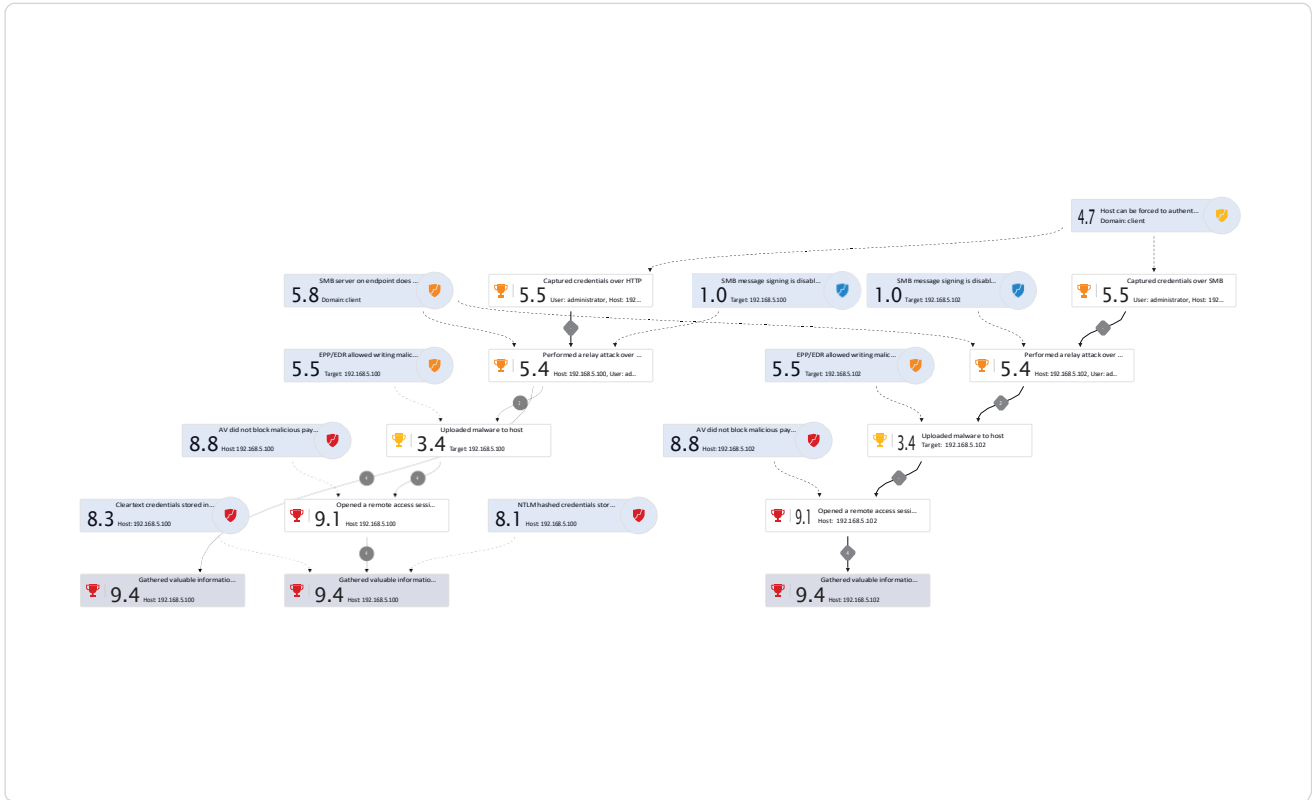 4.7 Host can be forced to authent...
Domain: client
SMB server on endpoint does ...
5.8 Domain: client
Captured credentials over HTTP
5.5 User: administrator, Host: 192...
SMB message signing is disabl...
1.0 Target: 192.168.5.100
SMB message signing is disabl...
1.0 Target: 192.168.5.102
Captured credentials over SMB
5.5 User: administrator, Host: 192...
EPP/EDR allowed writing malic...
5.5 Target: 192.168.5.100
Performed a relay attack over ...
5.4 Host: 192.168.5.100, User: ad...
EPP/EDR allowed writing malic...
5.5 Target: 192.168.5.102
Performed a relay attack over ...
5.4 Host: 192.168.5.102, User: ad...
AV did not block malicious pay...
8.8 Host: 192.168.5.100
Uploaded malware to host
3.4 Target: 192.168.5.100
AV did not block malicious pay...
8.8 Host: 192.168.5.102
3.4 Uploaded malware to host
Target: 192.168.5.102
Cleartext credentials stored in...
8.3 Host: 192.168.5.100
Opened a remote access sessi...
9.1 Host: 192.168.5.100
NTLM hashed credentials stor...
8.1 Host: 192.168.5.100
9.1 Opened a remote access sessi...
Host: 192.168.5.102
Gathered valuable informatio...
9.4 Host: 192.168.5.100
Gathered valuable informatio...
9.4 Host: 192.168.5.100
Gathered valuable informatio...
9.4 Host: 192.168.5.102